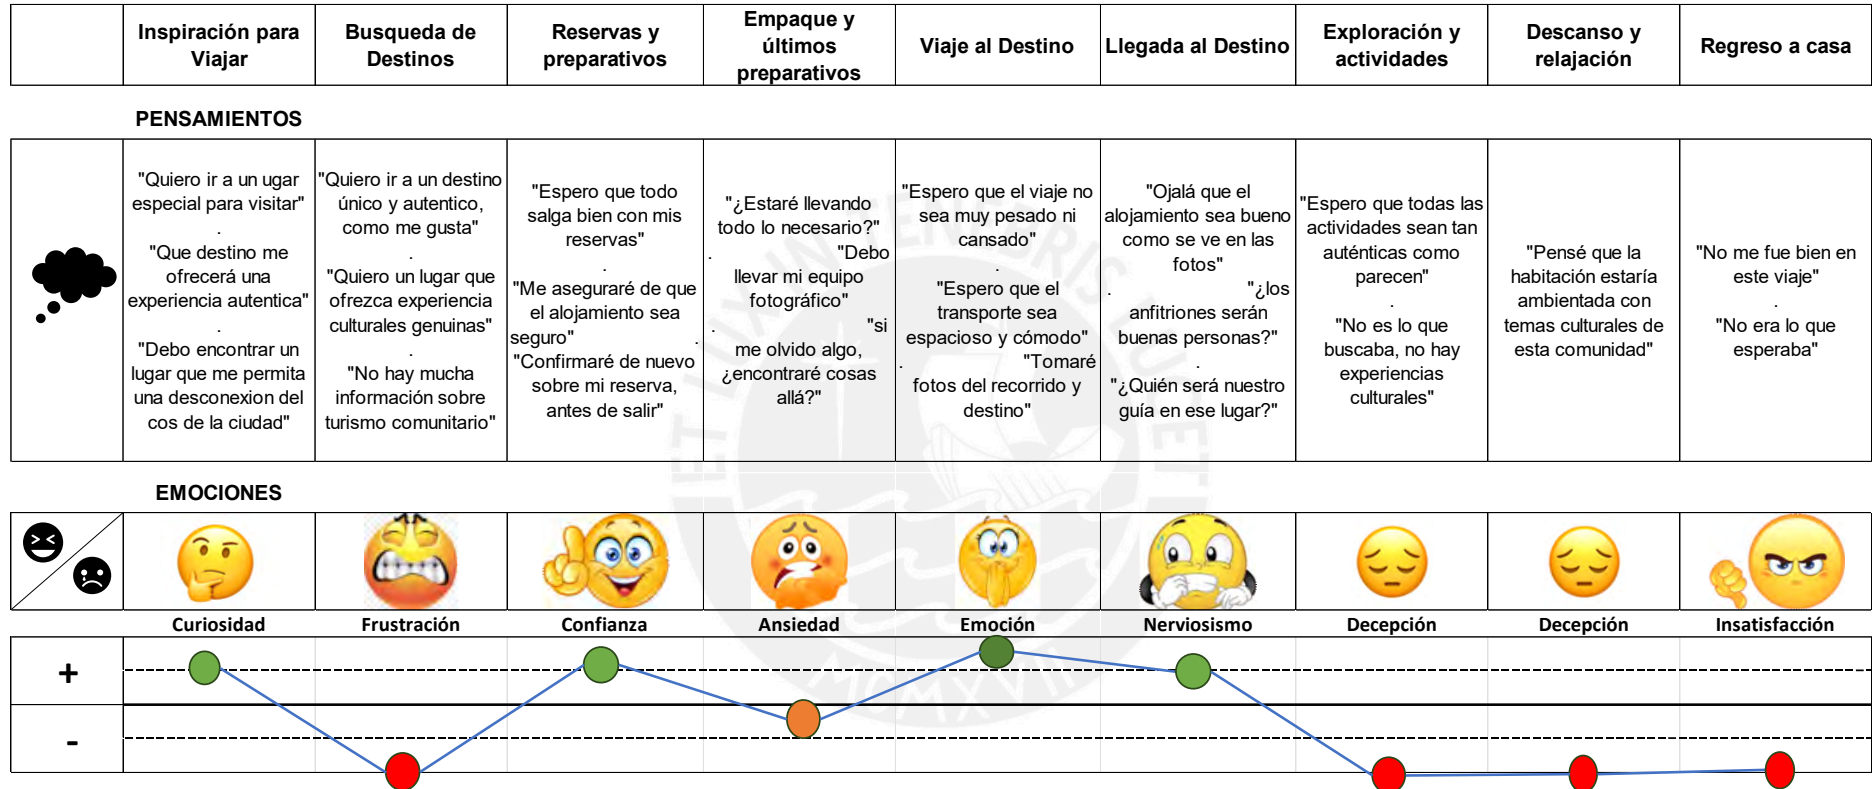 Inspiración para
Viajar
Busqueda de
Destinos
Reservas y
preparativos
Empaque y
últimos
preparativos
Viaje al Destino
Llegada al Destino
Exploración y
actividades
Descanso y
relajación
Regreso a casa
PENSAMIENTOS
"Quiero ir a un ugar
especial para visitar"
.
"Que destino me
ofrecerá una
experiencia autentica"
.
"Debo encontrar un
lugar que me permita
una desconexion del
cos de la ciudad"
"Quiero ir a un destino
único y autentico,
como me gusta"
.
"Quiero un lugar que
ofrezca experiencia
culturales genuinas"
.
"No hay mucha
información sobre
turismo comunitario"
"Espero que todo
salga bien con mis
reservas"
.
"Me aseguraré de que
el alojamiento sea
seguro" .
"Confirmaré de nuevo
sobre mi reserva,
antes de salir"
"¿Estaré llevando
todo lo necesario?"
. "Debo
llevar mi equipo
fotográfico"
. "si
me olvido algo,
¿encontraré cosas
allá?"
"Espero que el viaje no
sea muy pesado ni
cansado"
.
"Espero que el
transporte sea
espacioso y cómodo"
. "Tomaré
fotos del recorrido y
destino"
"Ojalá que el
alojamiento sea bueno
como se ve en las
fotos"
. "¿los
anfitriones serán
buenas personas?"
.
"¿Quién será nuestro
guía en ese lugar?"
"Espero que todas las
actividades sean tan
auténticas como
parecen"
.
"No es lo que
buscaba, no hay
experiencias
culturales"
"Pensé que la
habitación estaría
ambientada con
temas culturales de
esta comunidad"
"No me fue bien en
este viaje"
.
"No era lo que
esperaba"
EMOCIONES
Curiosidad
Frustración
Confianza
Ansiedad
Emoción
Nerviosismo
Decepción
Decepción
Insatisfacción
+
-
ET LUX IN TENEBRIS LUCET
MCMXVII